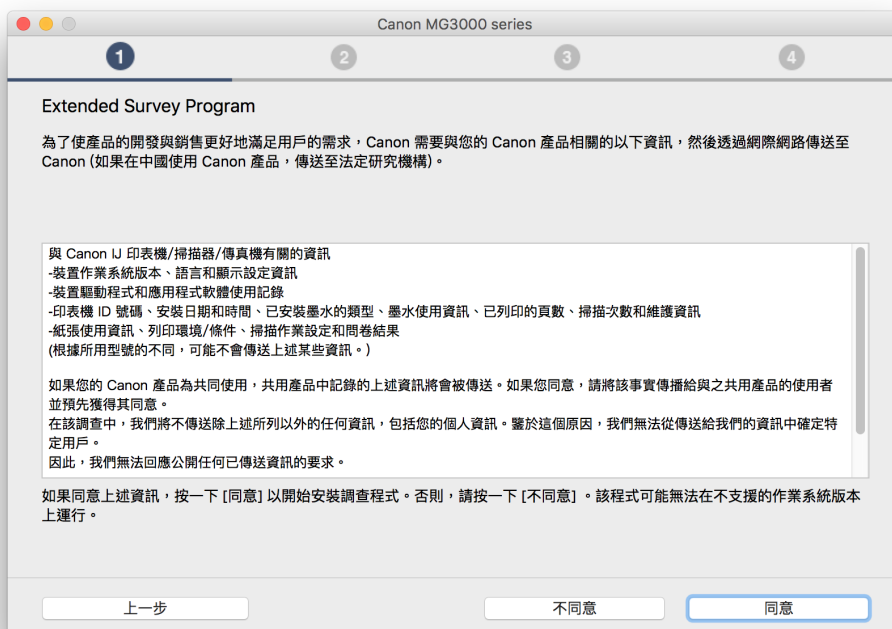 Canon MG3000 series
1 2 3 4
Extended Survey Program
為了使產品的開發與銷售更好地滿足用戶的需求，Canon 需要與您的 Canon 產品相關的以下資訊，然後透過網際網路傳送至
Canon (如果在中國使用 Canon 產品，傳送至法定研究機構)。
與 Canon IJ 印表機/掃描器/傳真機有關的資訊
-裝置作業系統版本、語言和顯示設定資訊
-裝置驅動程式和應用程式軟體使用記錄
-印表機 ID 號碼、安裝日期和時間、已安裝墨水的類型、墨水使用資訊、已列印的頁數、掃描次數和維護資訊
-紙張使用資訊、列印環境/條件、掃描作業設定和問卷結果
(根據所用型號的不同，可能不會傳送上述某些資訊。)
如果您的 Canon 產品為共同使用，共用產品中記錄的上述資訊將會被傳送。如果您同意，請將該事實傳播給與之共用產品的使用者
並預先獲得其同意。
在該調查中，我們將不傳送除上述所列以外的任何資訊，包括您的個人資訊。鑒於這個原因，我們無法從傳送給我們的資訊中確定特
定用戶。
因此，我們無法回應公開任何已傳送資訊的要求。
如果同意上述資訊，按一下 [同意] 以開始安裝調查程式。否則，請按一下 [不同意] 。該程式可能無法在不支援的作業系統版本
上運行。
上一步 不同意 同意